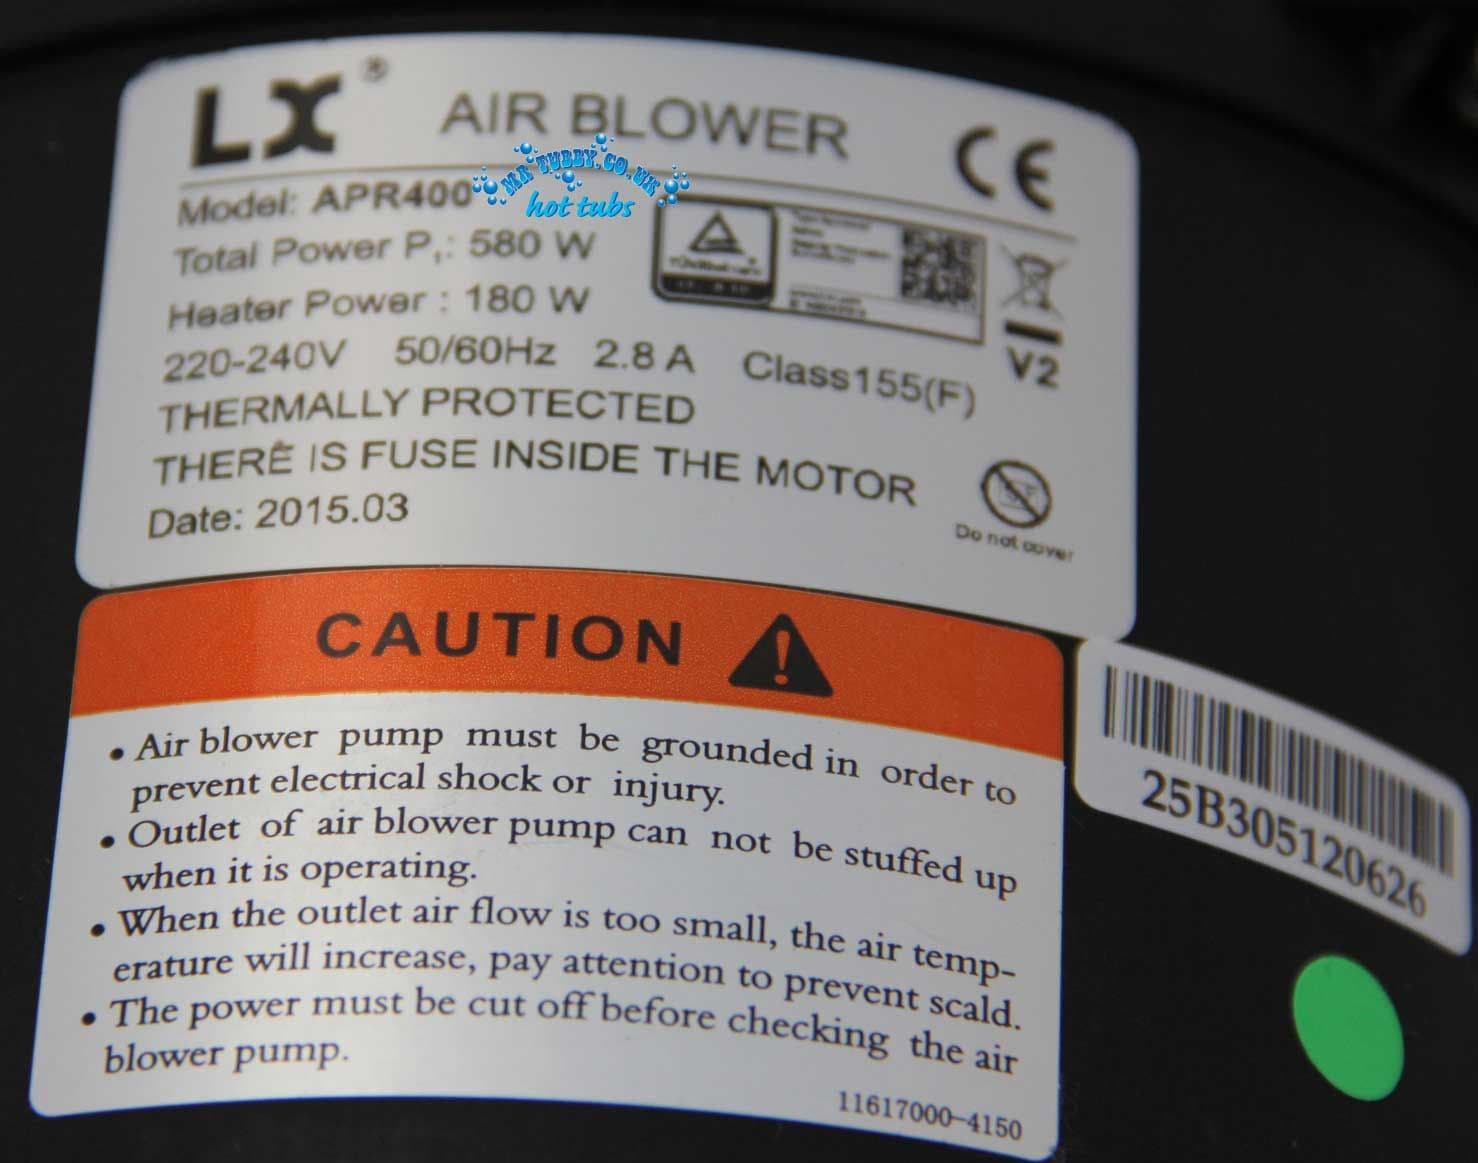 LX ®
AIR BLOWER
CE
MR TUBBY.CO.UK
hot tubs
Model: APR400
Total Power P₁: 580 W
Heater Power : 180 W
220-240V 50/60Hz 2.8 A Class155(F)
V2
THERMALLY PROTECTED
THERE IS FUSE INSIDE THE MOTOR
Date: 2015.03
Do not cover
CAUTION
• Air blower pump must be grounded in order to
prevent electrical shock or injury.
• Outlet of air blower pump can not be stuffed up
when it is operating.
• When the outlet air flow is too small, the air temp-
erature will increase, pay attention to prevent scald.
• The power must be cut off before checking the air
blower pump.
11617000-4150
25B305120626